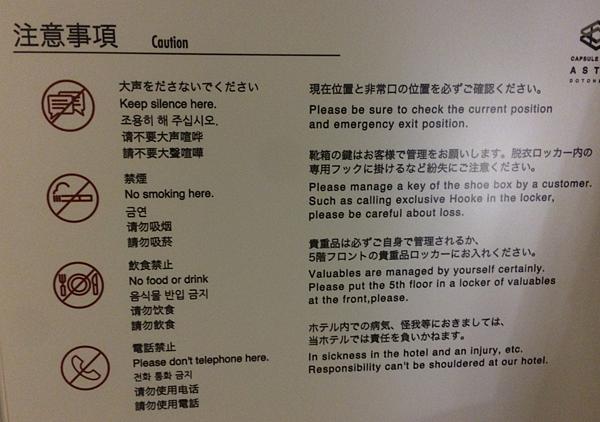 注意事項 Caution
CAPSULE
AST
DOTON
大声をださないでください
Keep silence here.
조용히 해 주십시오.
请不要大声喧哗
請不要大聲喧嘩
禁煙
No smoking here.
금연
请勿吸烟
請勿吸菸
飲食禁止
No food or drink
음식물 반입 금지
请勿饮食
請勿飲食
電話禁止
Please don't telephone here.
전화 통화 금지
请勿使用电话
請勿使用電話
現在位置と非常口の位置を必ずご確認ください。
Please be sure to check the current position
and emergency exit position.
靴箱の鍵はお客様で管理をお願いします。脱衣ロッカー内の
専用フックに掛けるなど紛失にご注意ください。
Please manage a key of the shoe box by a customer.
Such as calling exclusive Hooke in the locker,
please be careful about loss.
貴重品は必ずご自身で管理されるか、
5階フロントの貴重品ロッカーにお入れください。
Valuables are managed by yourself certainly.
Please put the 5th floor in a locker of valuables
at the front,please.
ホテル内での病気、怪我等におきましては、
当ホテルでは責任を負いかねます。
In sickness in the hotel and an injury, etc.
Responsibility can't be shouldered at our hotel.